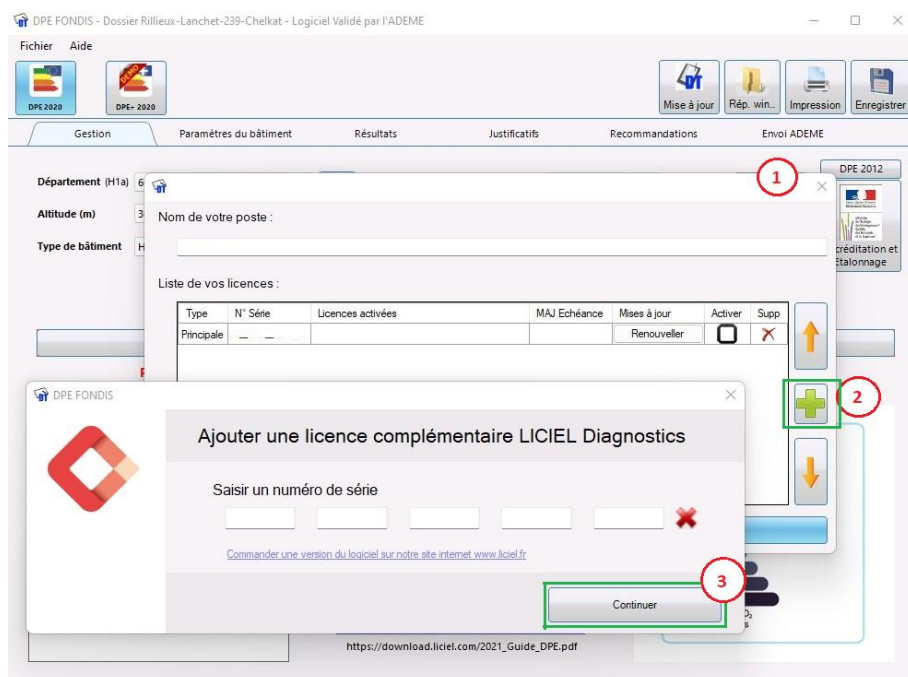 DPE FONDIS - Dossier Rillieux-Lanchet-239-Chelkat - Logiciel Validé par l'ADEME
Fichier Aide
DPE 2020
DEMO
DPE+ 2020
Mise à jour
Rép. win...
Impression
Enregistrer
Gestion
Paramètres du bâtiment
Résultats
Justificatifs
Recommandations
Envoi ADEME
1
DPE 2012
Département (H1a) 6
Altitude (m) 3
Type de bâtiment H
créditation et
Etalonnage
Nom de votre poste :
Liste de vos licences :
Type N° Série Licences activées MAJ Echéance Mises à jour Activer Supp
Principale Renouveller
2
DPE FONDIS
Ajouter une licence complémentaire LICIEL Diagnostics
Saisir un numéro de série
Commander une version du logiciel sur notre site internet www.liciel.fr
3
Continuer
https://download.liciel.com/2021_Guide_DPE.pdf